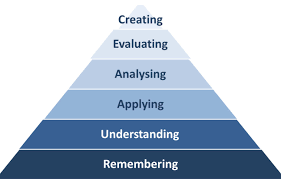 Creating
Evaluating
Analysing
Applying
Understanding
Remembering